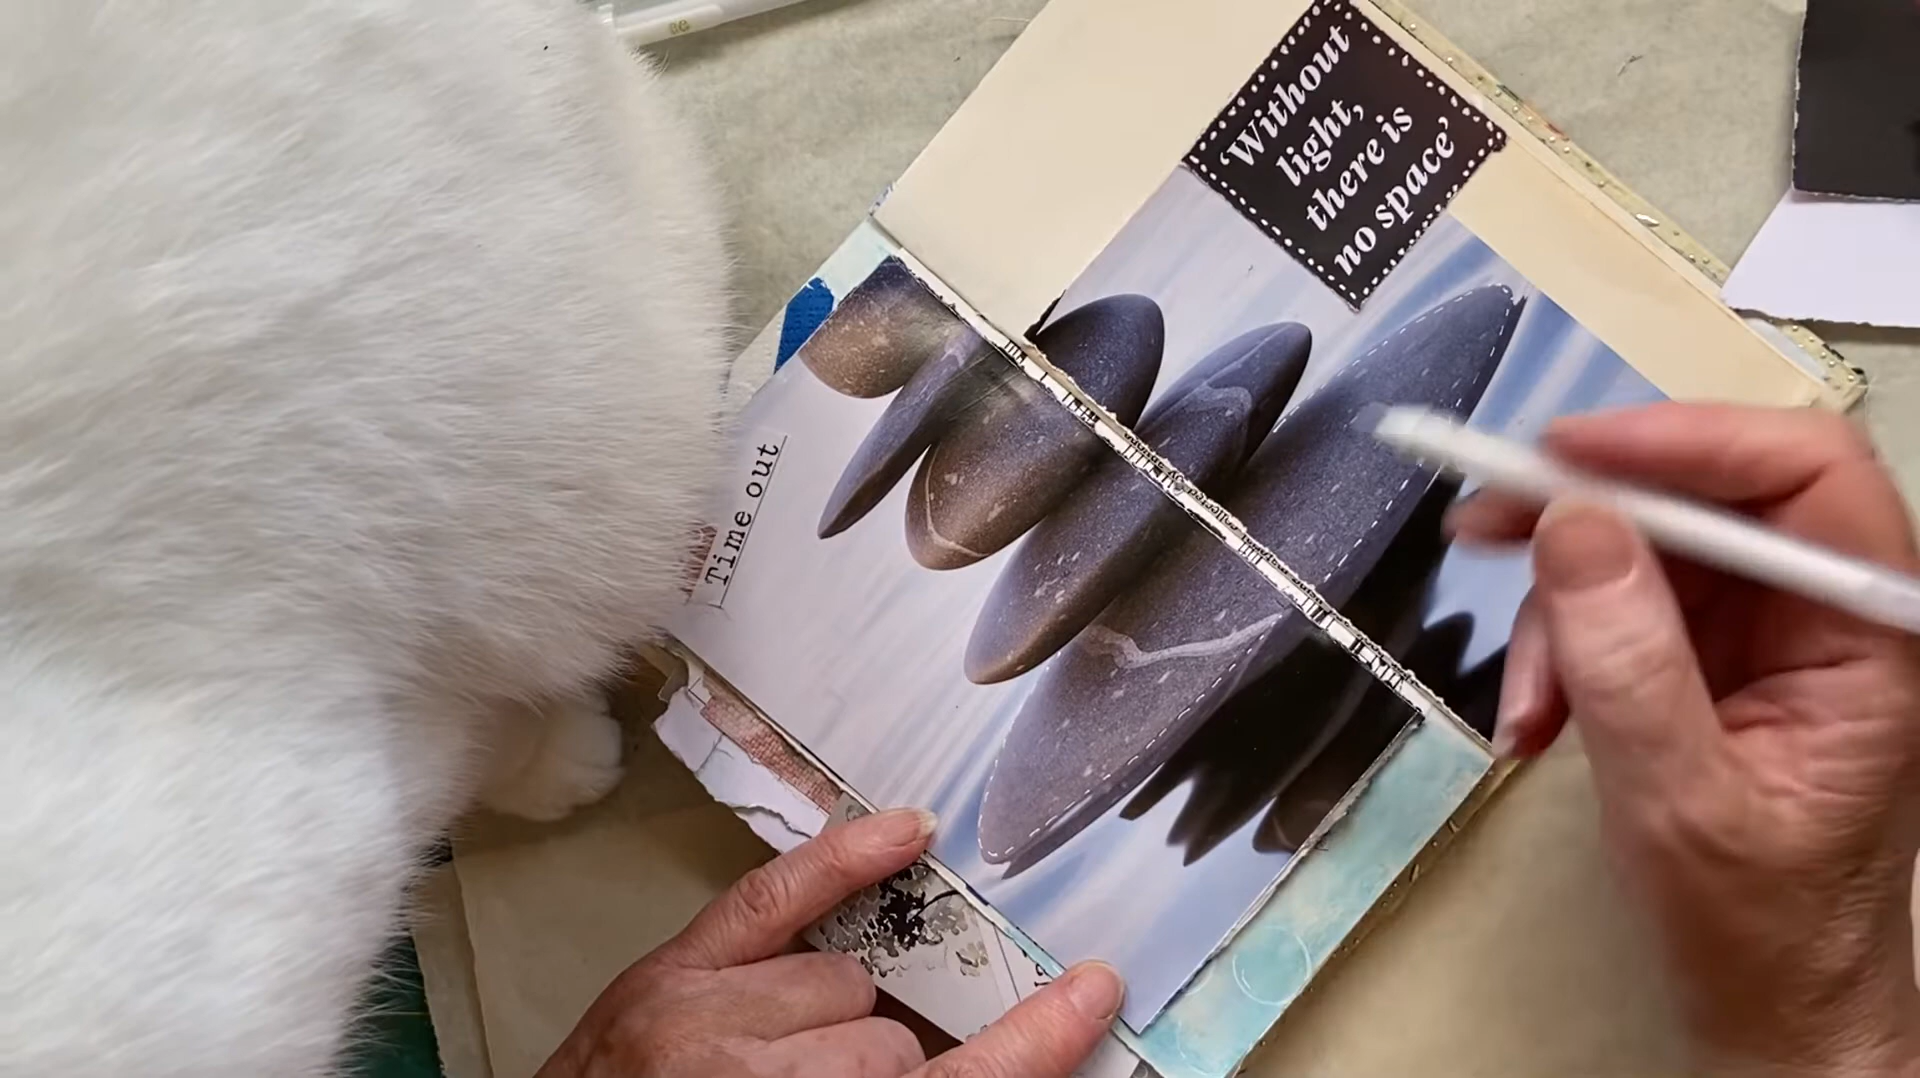 ‘Without
light,
there is
no space’
Time out